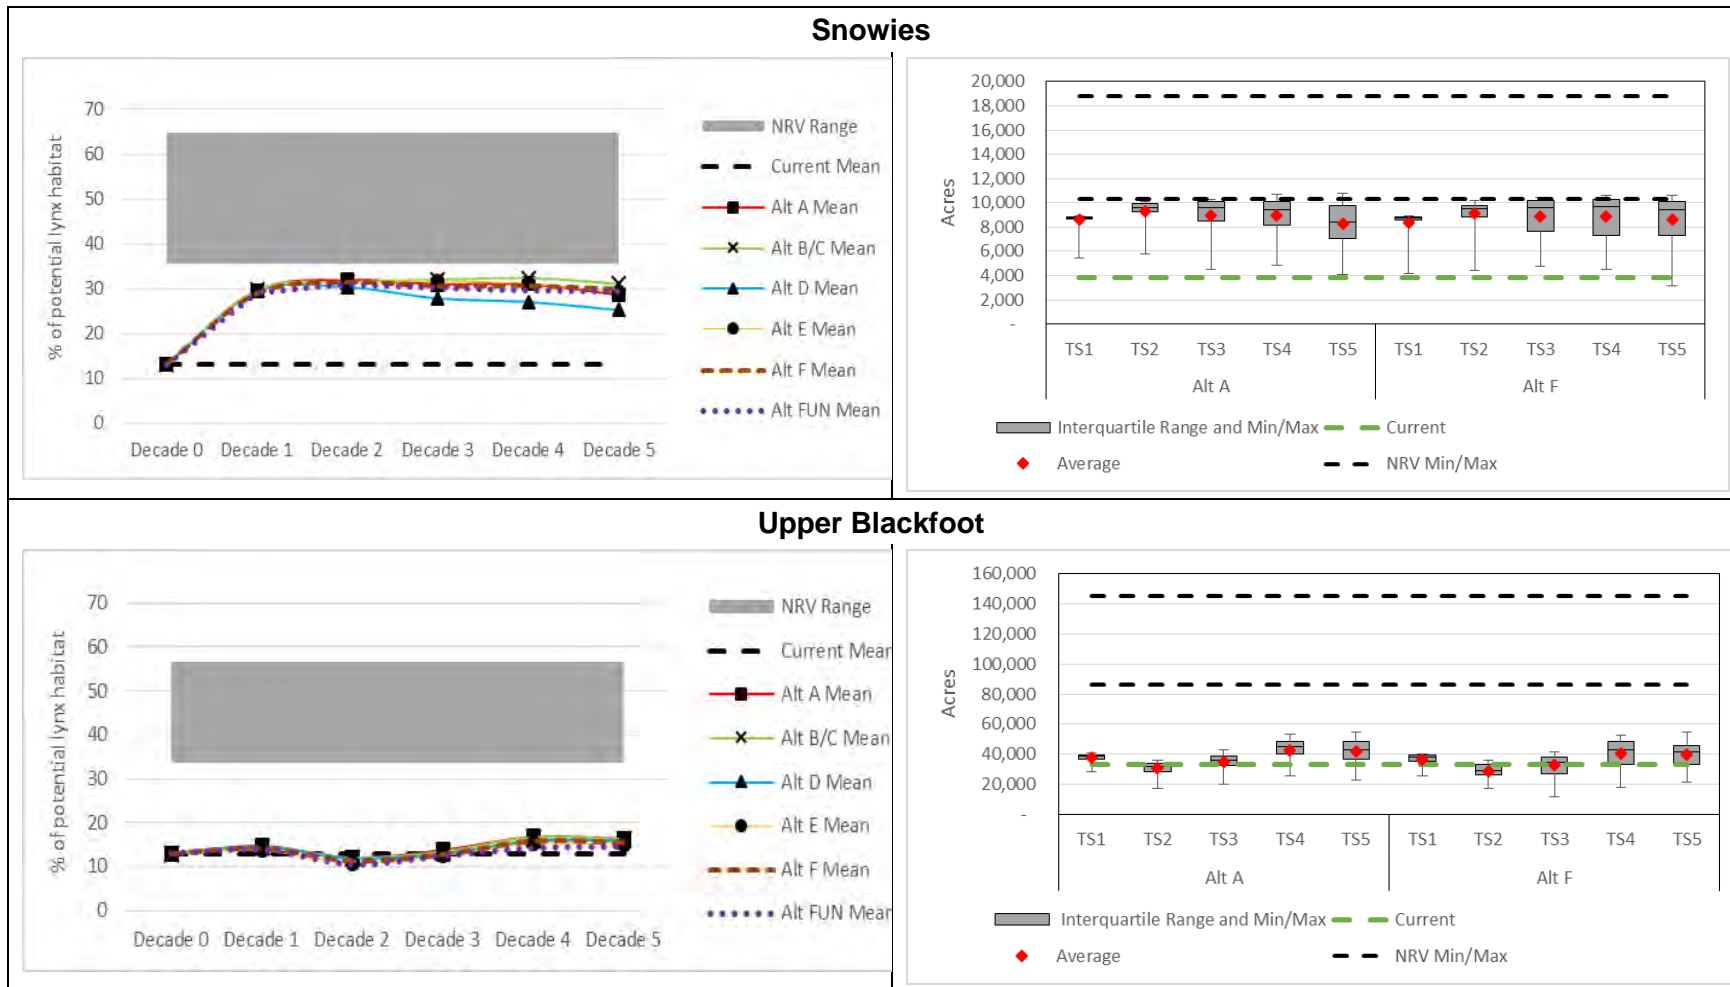 Snowies
% of potential lynx habitat
70
60
50
40
30
20
10
0
Decade 0 Decade 1 Decade 2 Decade 3 Decade 4 Decade 5
NRV Range
Current Mean
Alt A Mean
Alt B/C Mean
Alt D Mean
Alt E Mean
Alt F Mean
Alt FUN Mean
Acres
20,000
18,000
16,000
14,000
12,000
10,000
8,000
6,000
4,000
2,000
-
TS1 TS2 TS3 TS4 TS5 TS1 TS2 TS3 TS4 TS5
Alt A Alt F
Interquartile Range and Min/Max Current
Average NRV Min/Max
Upper Blackfoot
% of potential lynx habitat
70
60
50
40
30
20
10
0
Decade 0 Decade 1 Decade 2 Decade 3 Decade 4 Decade 5
NRV Range
Current Mean
Alt A Mean
Alt B/C Mean
Alt D Mean
Alt E Mean
Alt F Mean
Alt FUN Mean
Acres
160,000
140,000
120,000
100,000
80,000
60,000
40,000
20,000
-
TS1 TS2 TS3 TS4 TS5 TS1 TS2 TS3 TS4 TS5
Alt A Alt F
Interquartile Range and Min/Max Current
Average NRV Min/Max